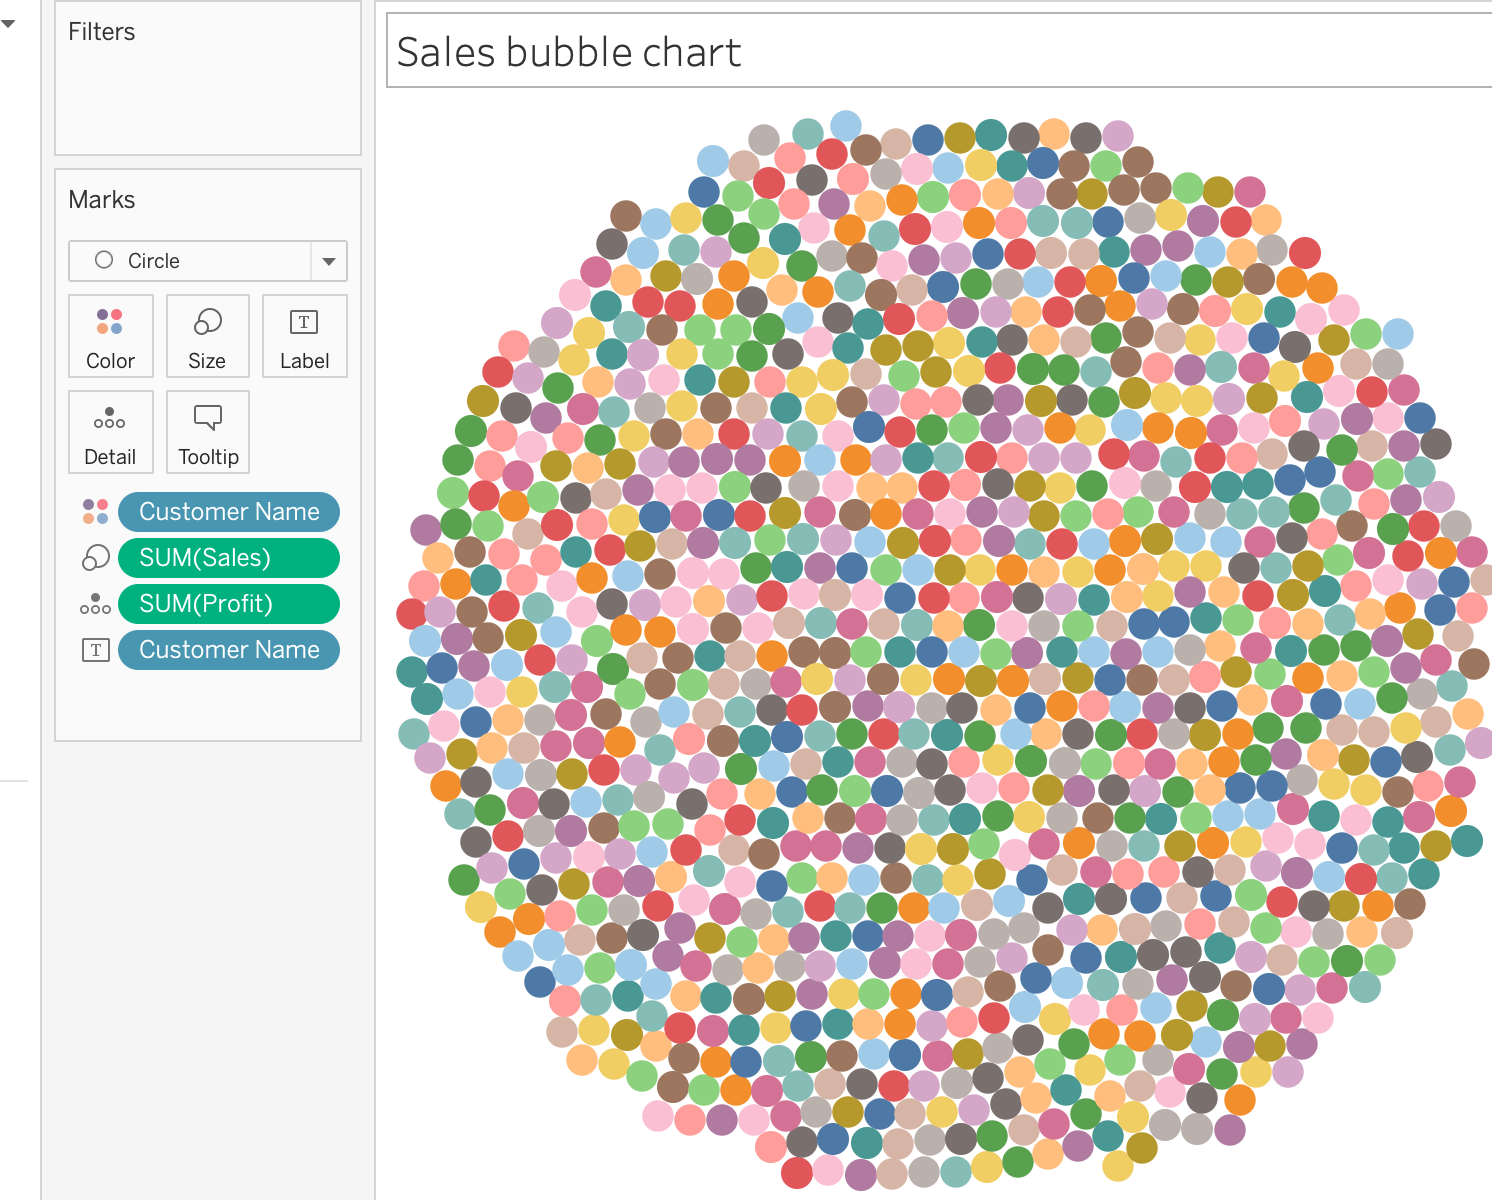 Filters
Sales bubble chart
Marks
Circle
Color
Size
T
Label
Detail
Tooltip
Customer Name
SUM(Sales)
SUM(Profit)
T
Customer Name